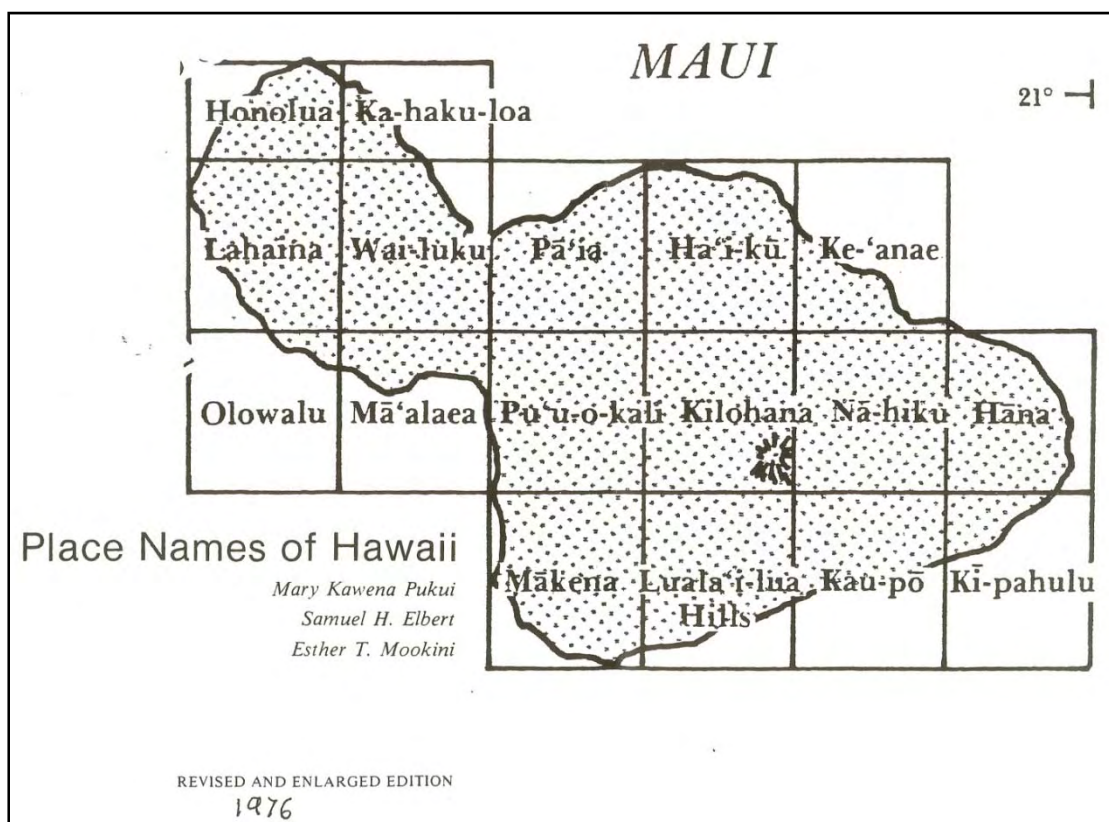 MAUI
21°
Honolua Ka-haku-loa
Lahaina Wai-luku Pā‘ia Ha‘i-kū Ke-‘anae
Olowalu Mā‘alaea Pu‘u-o-kali Kilohana Nā-hiku Hāna
Mākena Luala‘i-lua Kau-pō Kī-pahulu
Hills
Place Names of Hawaii
Mary Kawena Pukui
Samuel H. Elbert
Esther T. Mookini
REVISED AND ENLARGED EDITION
1976